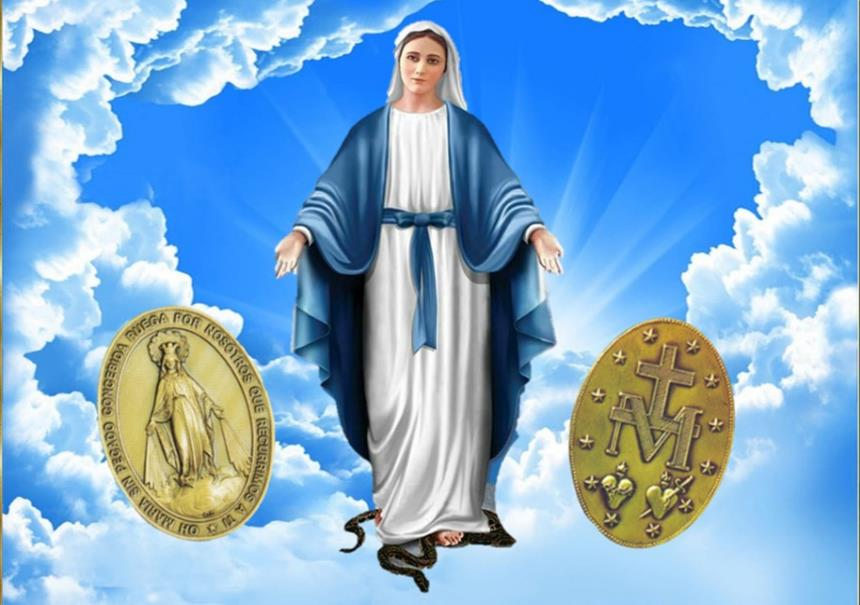 OH MARIA SIN PECADO CONCEBIDA RUEGA POR NOSOTROS QUE RECURRIMOS A TI
M